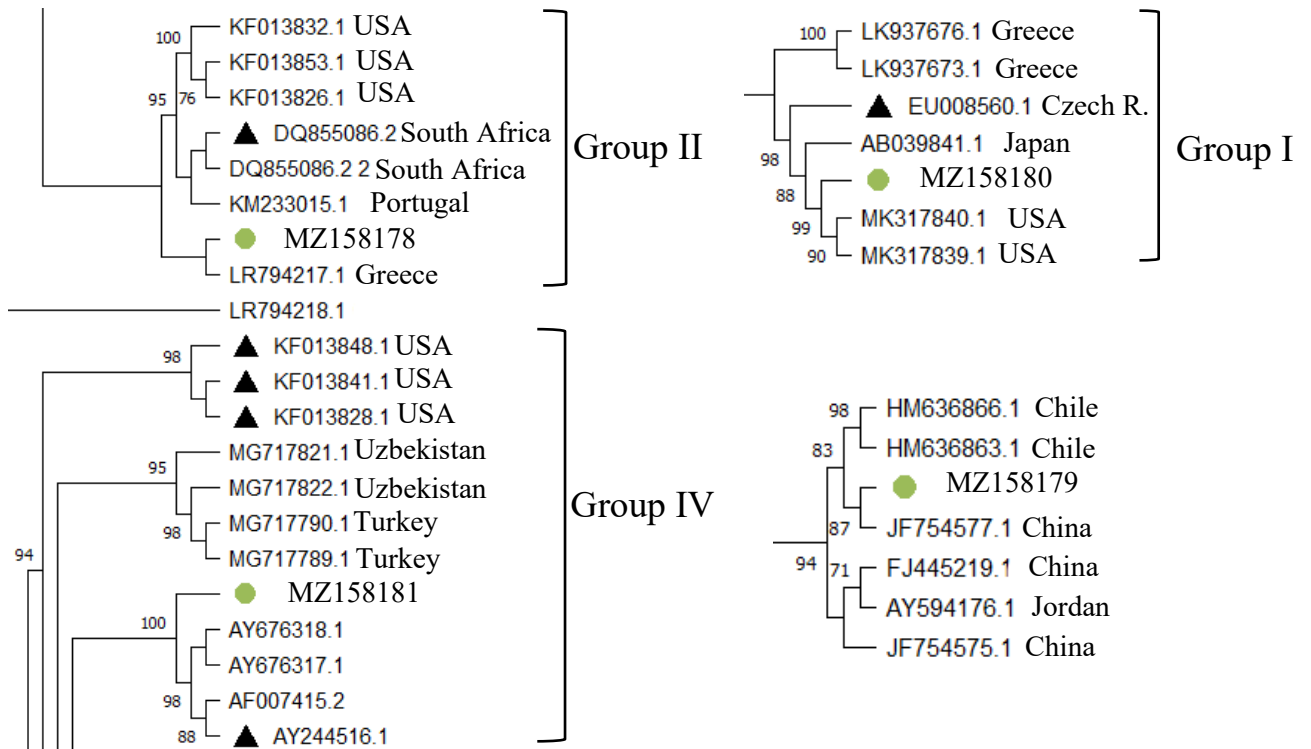 KF013832.1 USA
100
KF013853.1 USA
76
KF013826.1 USA
95
DQ855086.2 South Africa
DQ855086.2 2 South Africa
KM233015.1 Portugal
MZ158178
LR794217.1 Greece
Group II
LR794218.1
KF013848.1 USA
98
KF013841.1 USA
KF013828.1 USA
MG717821.1 Uzbekistan
95
MG717822.1 Uzbekistan
MG717790.1 Turkey
98
MG717789.1 Turkey
94
MZ158181
100
AY676318.1
AY676317.1
AF007415.2
98
AY244516.1
88
Group IV
LK937676.1 Greece
100
LK937673.1 Greece
EU008560.1 Czech R.
AB039841.1 Japan
98
MZ158180
88
MK317840.1 USA
99
MK317839.1 USA
90
Group I
HM636866.1 Chile
98
HM636863.1 Chile
83
MZ158179
JF754577.1 China
87
FJ445219.1 China
94
71
AY594176.1 Jordan
JF754575.1 China